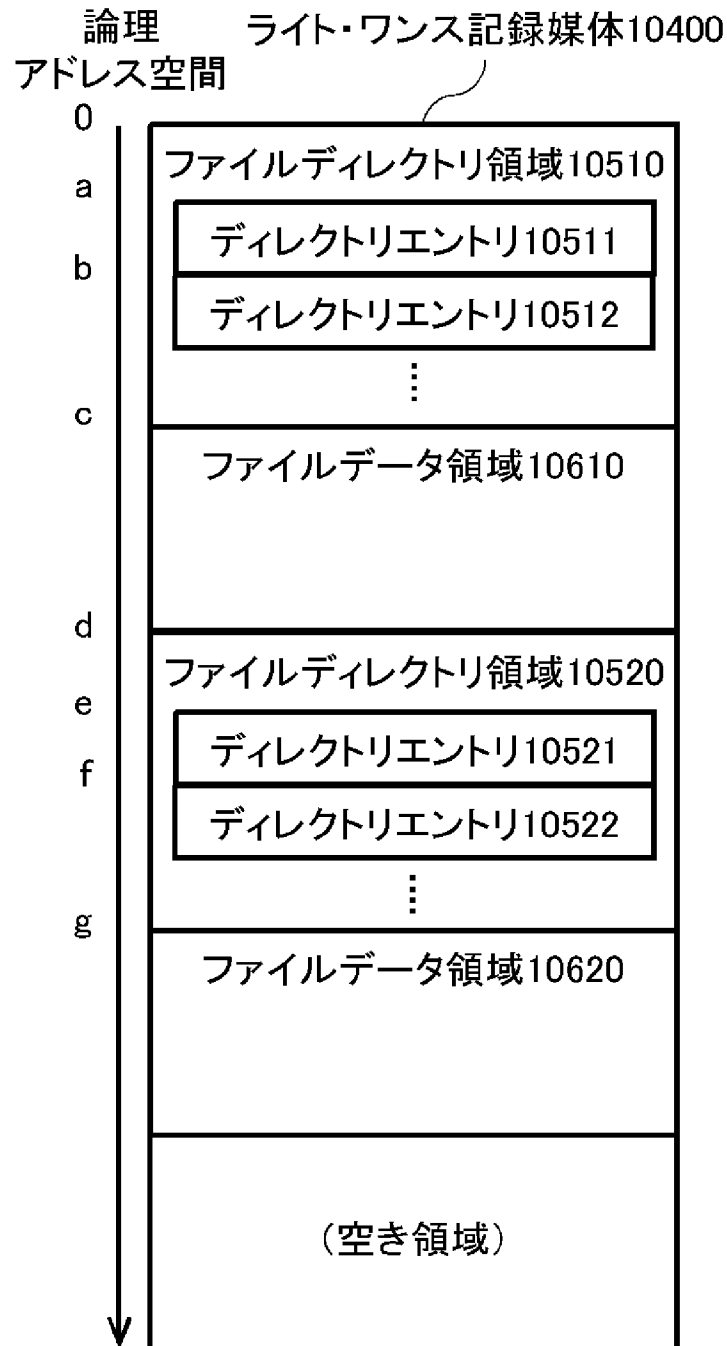 論理
アドレス空間
ライト・ワンス記録媒体10400
0
ファイルディレクトリ領域10510
a
ディレクトリエントリ10511
b
ディレクトリエントリ10512
c
ファイルデータ領域10610
d
ファイルディレクトリ領域10520
e
ディレクトリエントリ10521
f
ディレクトリエントリ10522
g
ファイルデータ領域10620
(空き領域)